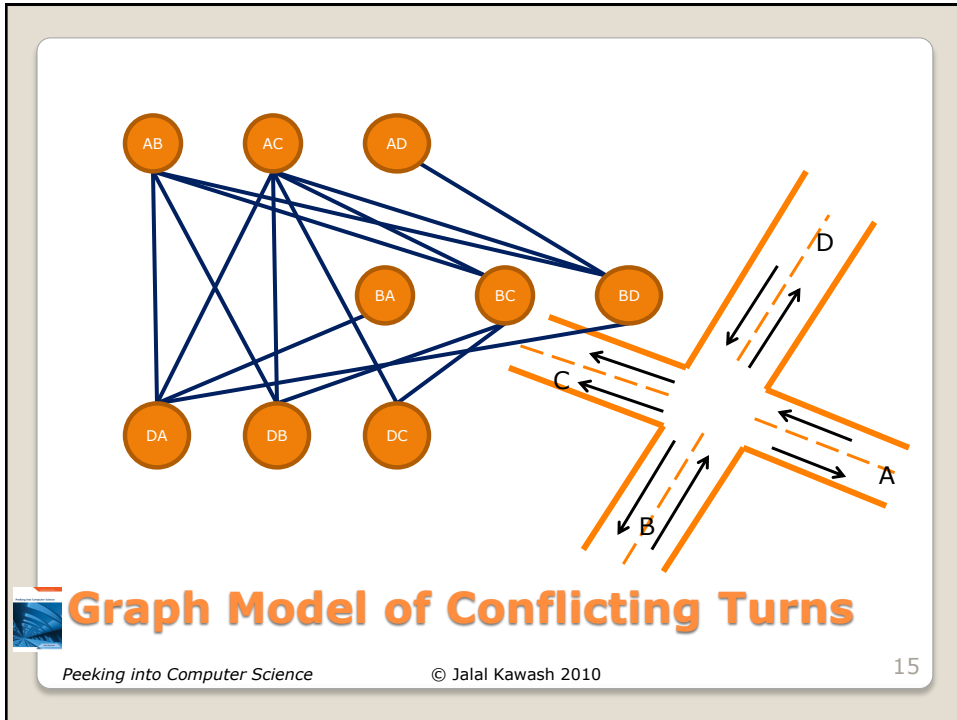 AB AC AD
D
BA BC BD
C
DA DB DC
A
B
Graph Model of Conflicting Turns
Peeking into Computer Science © Jalal Kawash 2010 15